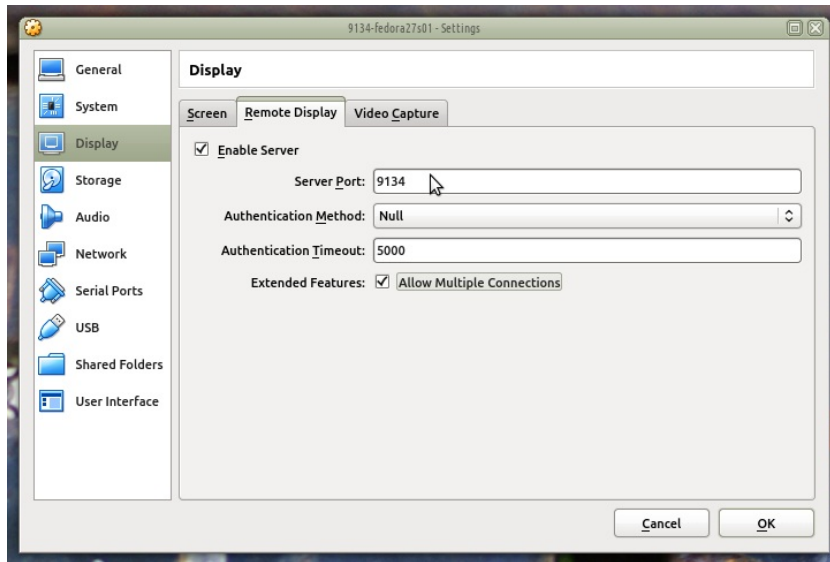 9134-fedora27s01 - Settings
General
System
Display
Storage
Audio
Network
Serial Ports
USB
Shared Folders
User Interface
Display
Screen
Remote Display
Video Capture
Enable Server
Server Port: 9134
Authentication Method: Null
Authentication Timeout: 5000
Extended Features: Allow Multiple Connections
Cancel
OK